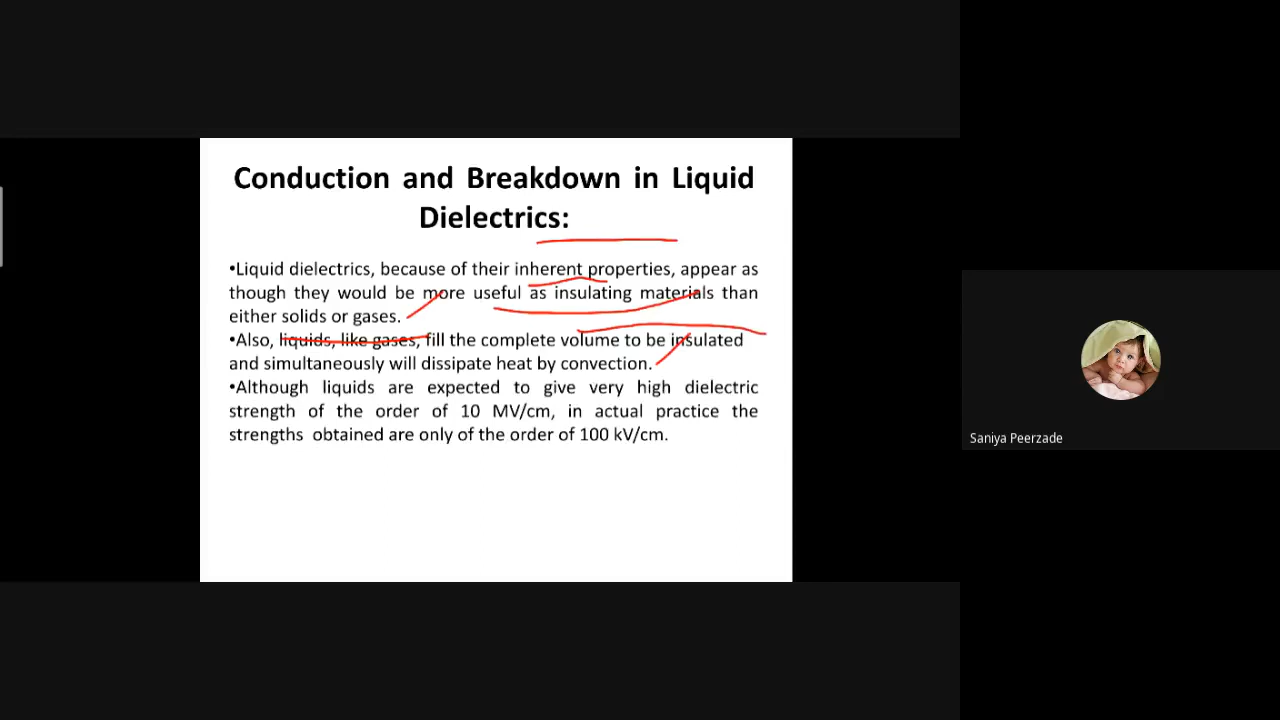 Conduction and Breakdown in Liquid
Dielectrics:
•Liquid dielectrics, because of their inherent properties, appear as
though they would be more useful as insulating materials than
either solids or gases.
•Also, liquids, like gases, fill the complete volume to be insulated
and simultaneously will dissipate heat by convection.
•Although liquids are expected to give very high dielectric
strength of the order of 10 MV/cm, in actual practice the
strengths obtained are only of the order of 100 kV/cm.
Saniya Peerzade